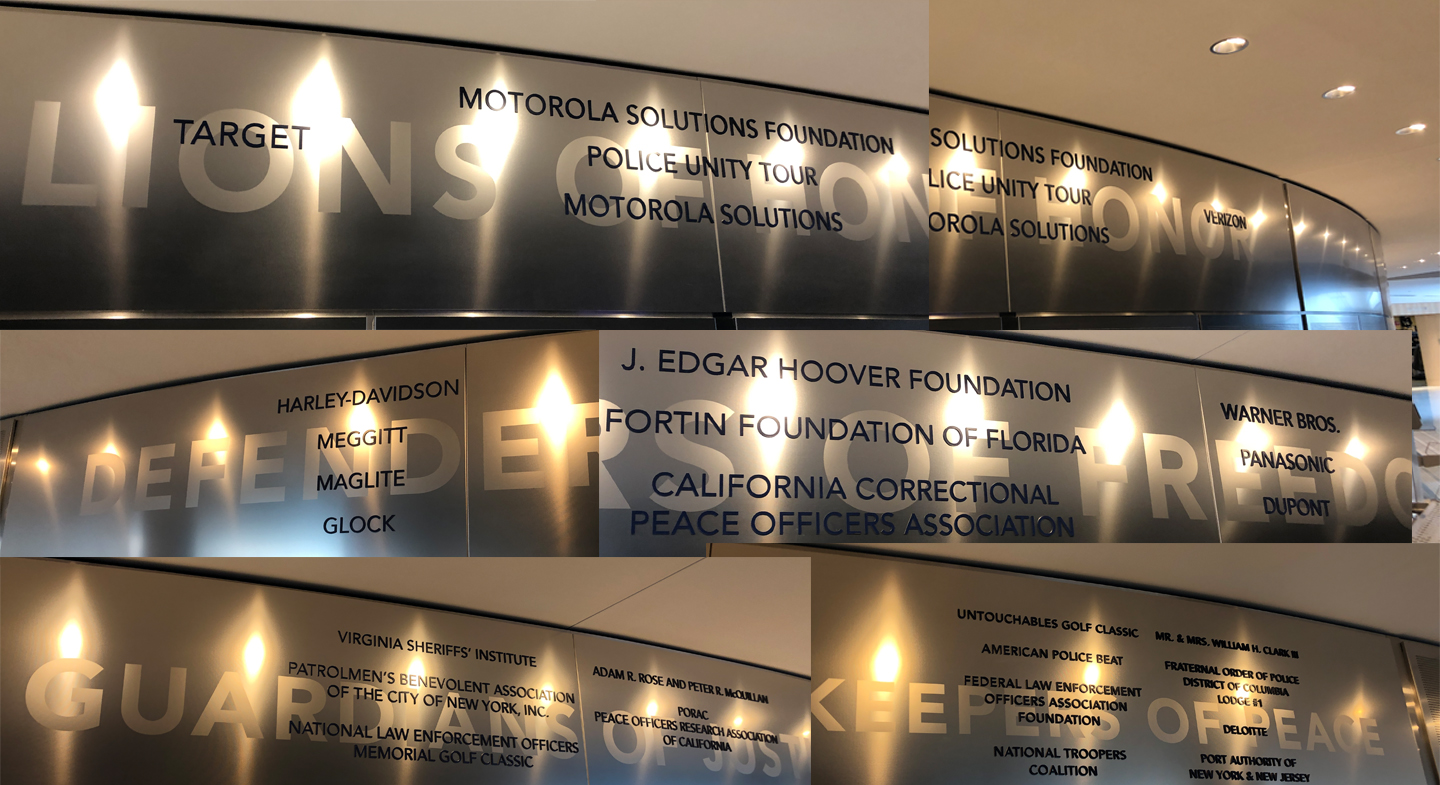 LIONS OF HON
TARGET
MOTOROLA SOLUTIONS FOUNDATION
POLICE UNITY TOUR
MOTOROLA SOLUTIONS
SOLUTIONS FOUNDATION
LICE UNITY TOUR
OROLA SOLUTIONS
F HONOR
VERIZON
DEFENDERS OF FREEDO
HARLEY-DAVIDSON
MEGGITT
MAGLITE
GLOCK
J. EDGAR HOOVER FOUNDATION
FORTIN FOUNDATION OF FLORIDA
CALIFORNIA CORRECTIONAL
PEACE OFFICERS ASSOCIATION
WARNER BROS.
PANASONIC
DUPONT
GUARDIANS OF JUST
VIRGINIA SHERIFFS' INSTITUTE
PATROLMEN'S BENEVOLENT ASSOCIATION
OF THE CITY OF NEW YORK, INC.
NATIONAL LAW ENFORCEMENT OFFICERS
MEMORIAL GOLF CLASSIC
ADAM R. ROSE AND PETER R. McQUILLAN
PORAC
PEACE OFFICERS RESEARCH ASSOCIATION
OF CALIFORNIA
KEEPERS OF PEACE
UNTOUCHABLES GOLF CLASSIC
AMERICAN POLICE BEAT
FEDERAL LAW ENFORCEMENT
OFFICERS ASSOCIATION
FOUNDATION
NATIONAL TROOPERS
COALITION
MR. & MRS. WILLIAM H. CLARK III
FRATERNAL ORDER OF POLICE
DISTRICT OF COLUMBIA
LODGE #1
DELOITTE
PORT AUTHORITY OF
NEW YORK & NEW JERSEY